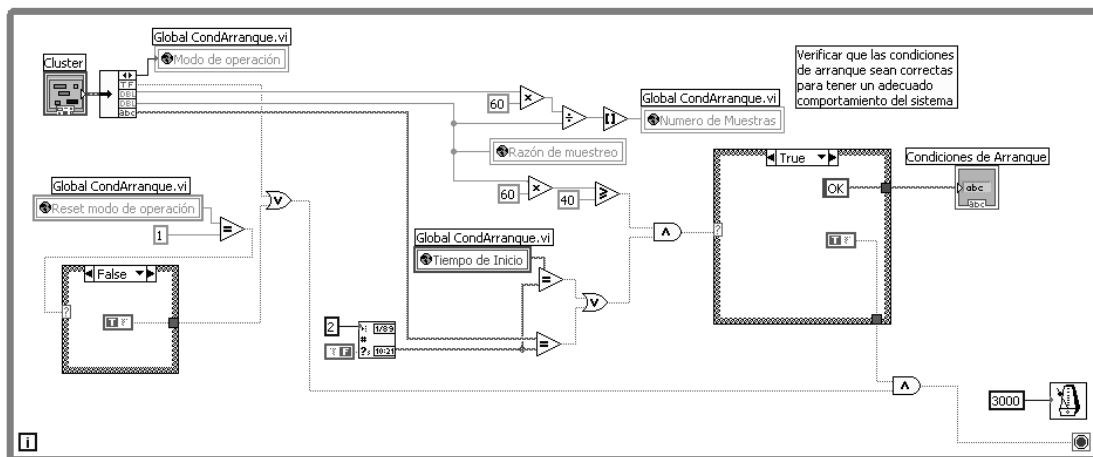 Global CondArranque.vi
Modo de operación
Cluster
TF
DBL
DBL
abc
60
Global CondArranque.vi
Numero de Muestras
Razón de muestreo
Verificar que las condiciones
de arranque sean correctas
para tener un adecuado
comportamiento del sistema
True
OK
T
Condiciones de Arranque
abc
abc
60
40
Global CondArranque.vi
Reset modo de operación
1
False
T
Global CondArranque.vi
Tiempo de Inicio
2
F
1/89
#
10:21
3000
i